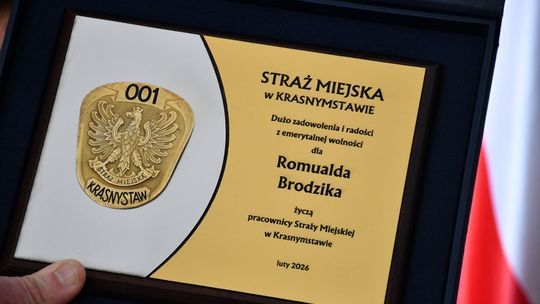 001
STRAŻ MIEJSKA
KRASNYSTAW
STRAŻ MIEJSKA
w KRASNYMSTAWIE
Dużo zadowolenia i radości
z emerytalnej wolności
dla
Romualda
Brodzika
życzą
pracownicy Straży Miejskiej
w Krasnymstawie
luty 2026